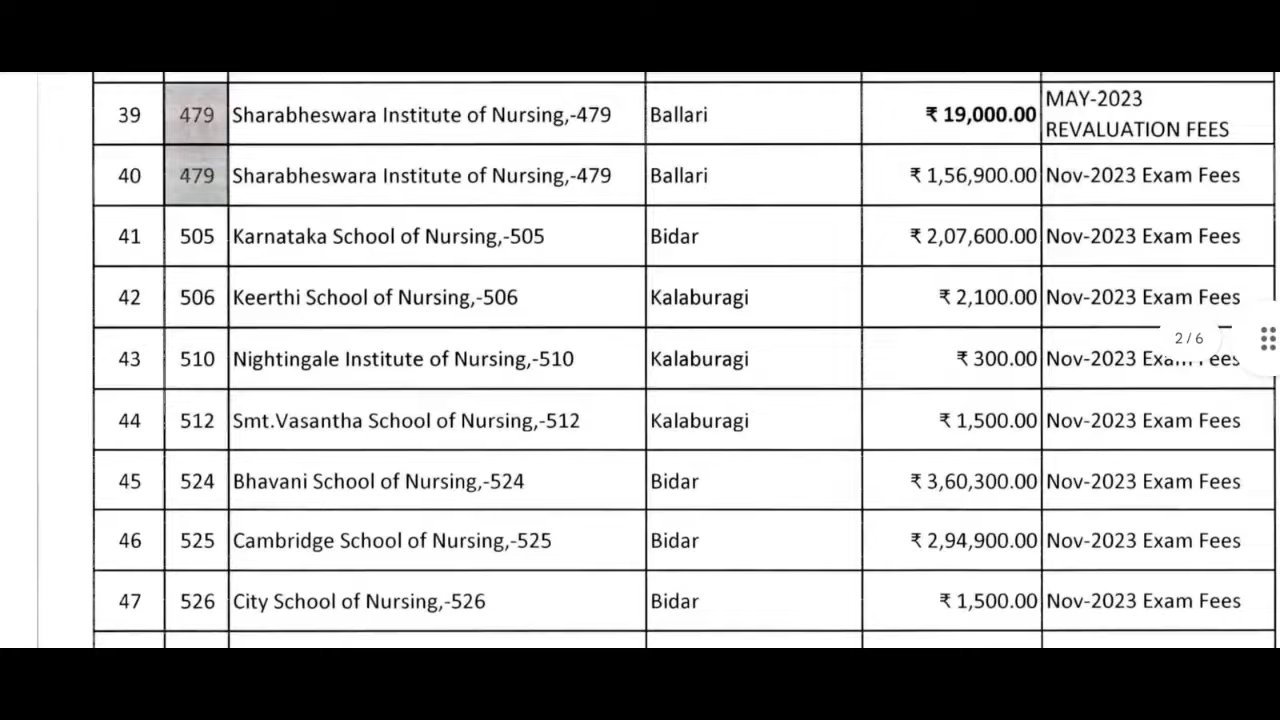 39 479 Sharabheswara Institute of Nursing,-479 Ballari ₹ 19,000.00 MAY-2023 REVALUATION FEES
40 479 Sharabheswara Institute of Nursing,-479 Ballari ₹ 1,56,900.00 Nov-2023 Exam Fees
41 505 Karnataka School of Nursing,-505 Bidar ₹ 2,07,600.00 Nov-2023 Exam Fees
42 506 Keerthi School of Nursing,-506 Kalaburagi ₹ 2,100.00 Nov-2023 Exam Fees
2/6
43 510 Nightingale Institute of Nursing,-510 Kalaburagi ₹ 300.00 Nov-2023 Exam Fees
44 512 Smt.Vasantha School of Nursing,-512 Kalaburagi ₹ 1,500.00 Nov-2023 Exam Fees
45 524 Bhavani School of Nursing,-524 Bidar ₹ 3,60,300.00 Nov-2023 Exam Fees
46 525 Cambridge School of Nursing,-525 Bidar ₹ 2,94,900.00 Nov-2023 Exam Fees
47 526 City School of Nursing,-526 Bidar ₹ 1,500.00 Nov-2023 Exam Fees